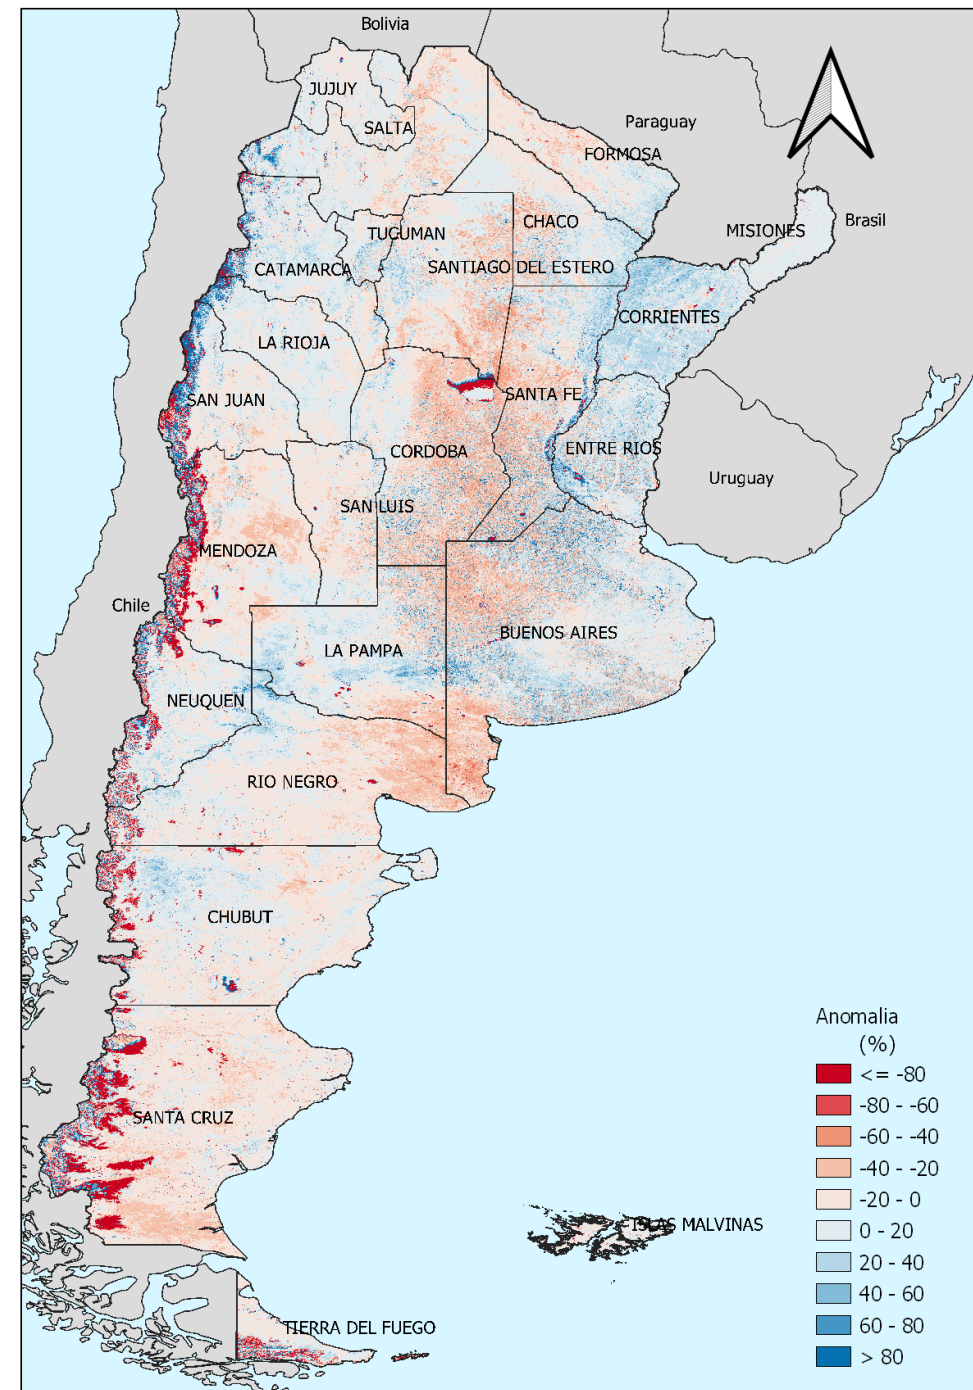 Bolivia
JUJUY
SALTA
Paraguay
FORMOSA
CHACO
TUGUMAN
MISIONES
Brasil
CATAMARCA
SANTIAGO DEL ESTERO
CORRIENTES
LA RIOJA
SAN JUAN
SANTA FE
CORDOBA
ENTRE RIOS
Uruguay
SAN LUIS
MENDOZA
Chile
BUENOS AIRES
LA PAMPA
NEUQUEN
RIO NEGRO
CHUBUT
SANTA CRUZ
ISLAS MALVINAS
TIERRA DEL FUEGO
Anomalia
(%)
<= -80
-80 - -60
-60 - -40
-40 - -20
-20 - 0
0 - 20
20 - 40
40 - 60
60 - 80
> 80